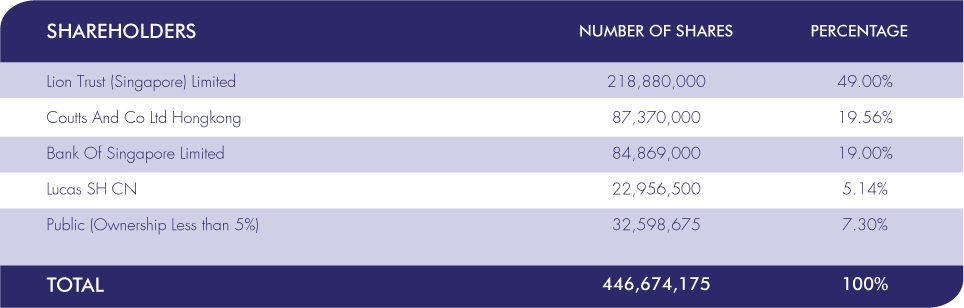 SHAREHOLDERS NUMBER OF SHARES PERCENTAGE
Lion Trust (Singapore) Limited 218,880,000 49.00%
Coutts And Co Ltd Hongkong 87,370,000 19.56%
Bank Of Singapore Limited 84,869,000 19.00%
Lucas SH CN 22,956,500 5.14%
Public (Ownership Less than 5%) 32,598,675 7.30%
TOTAL 446,674,175 100%